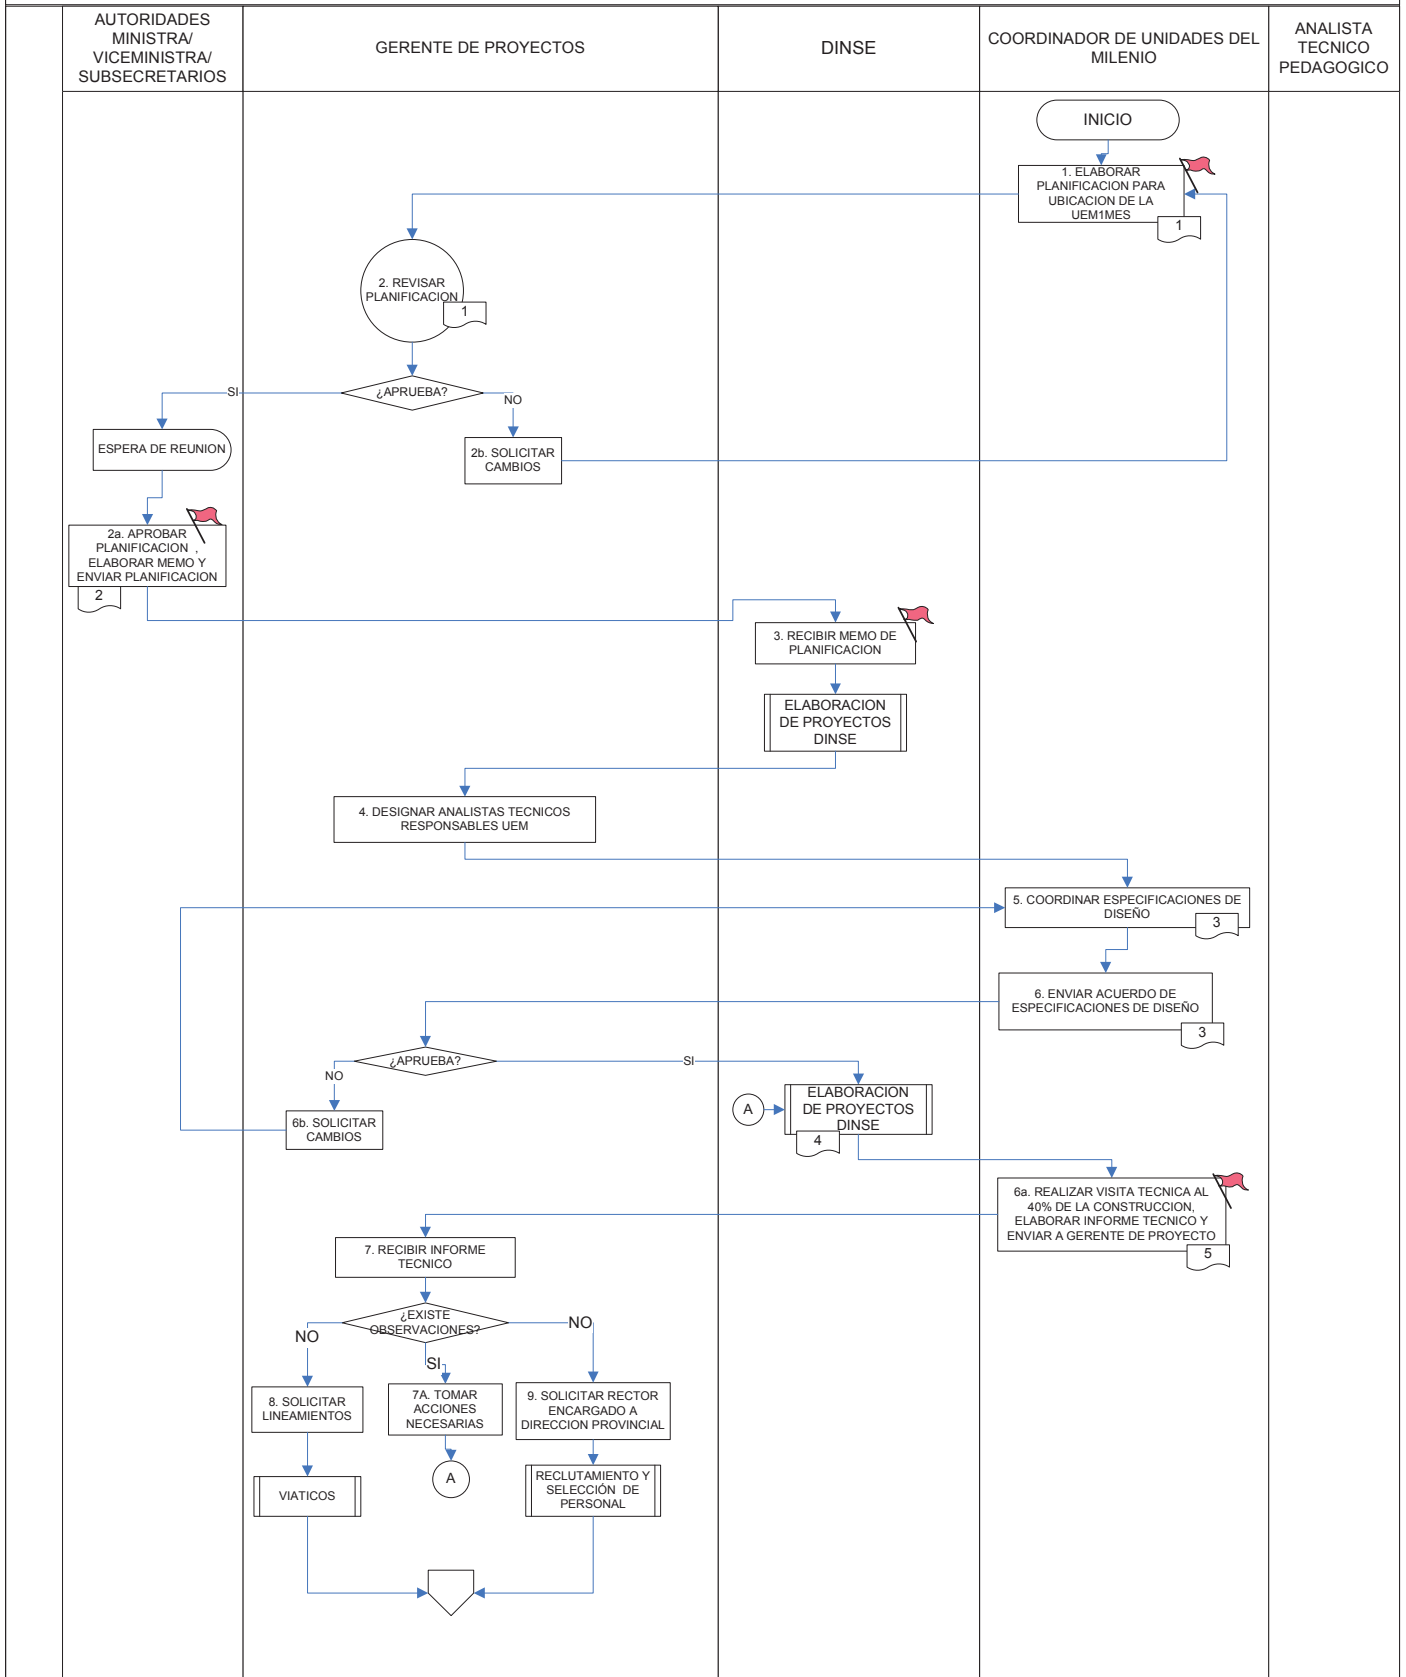 AUTORIDADES
MINISTRA/
VICEMINISTRA/
SUBSECRETARIOS
GERENTE DE PROYECTOS
DINSE
COORDINADOR DE UNIDADES DEL
MILENIO
ANALISTA
TECNICO
PEDAGOGICO
INICIO
1. ELABORAR
PLANIFICACION PARA
UBICACION DE LA
UEM1MES
1
2. REVISAR
PLANIFICACION
1
¿APRUEBA?
SI
NO
ESPERA DE REUNION
2b. SOLICITAR
CAMBIOS
2a. APROBAR
PLANIFICACION ,
ELABORAR MEMO Y
ENVIAR PLANIFICACION
2
3. RECIBIR MEMO DE
PLANIFICACION
ELABORACION
DE PROYECTOS
DINSE
4. DESIGNAR ANALISTAS TECNICOS
RESPONSABLES UEM
5. COORDINAR ESPECIFICACIONES DE
DISEÑO
3
6. ENVIAR ACUERDO DE
ESPECIFICACIONES DE DISEÑO
3
¿APRUEBA?
SI
NO
6b. SOLICITAR
CAMBIOS
A
ELABORACION
DE PROYECTOS
DINSE
4
6a. REALIZAR VISITA TECNICA AL
40% DE LA CONSTRUCCION,
ELABORAR INFORME TECNICO Y
ENVIAR A GERENTE DE PROYECTO
5
7. RECIBIR INFORME
TECNICO
¿EXISTE
OBSERVACIONES?
NO
SI
NO
8. SOLICITAR
LINEAMIENTOS
7A. TOMAR
ACCIONES
NECESARIAS
9. SOLICITAR RECTOR
ENCARGADO A
DIRECCION PROVINCIAL
VIATICOS
A
RECLUTAMIENTO Y
SELECCIÓN DE
PERSONAL